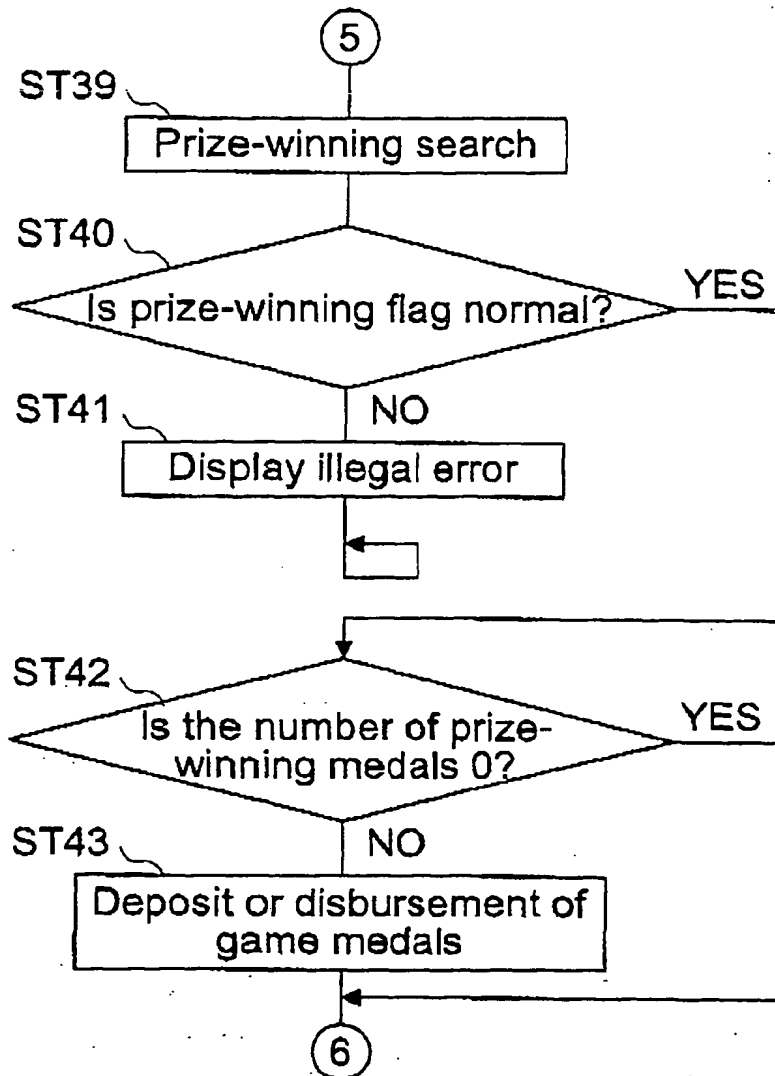 5
ST39
Prize-winning search
ST40
Is prize-winning flag normal?
YES
NO
ST41
Display illegal error
ST42
Is the number of prize-
winning medals 0?
YES
NO
ST43
Deposit or disbursement of
game medals
6